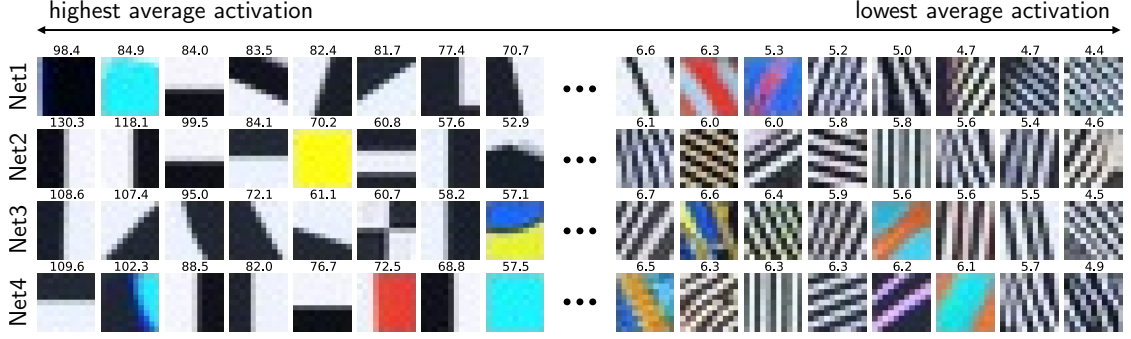 highest average activation lowest average activation
98.4 84.9 84.0 83.5 82.4 81.7 77.4 70.7 6.6 6.3 5.3 5.2 5.0 4.7 4.7 4.4
Net1 •••
130.3 118.1 99.5 84.1 70.2 60.8 57.6 52.9 6.1 6.0 6.0 5.8 5.8 5.6 5.4 4.6
Net2 •••
108.6 107.4 95.0 72.1 61.1 60.7 58.2 57.1 6.7 6.6 6.4 5.9 5.6 5.6 5.5 4.5
Net3 •••
109.6 102.3 88.5 82.0 76.7 72.5 68.8 57.5 6.5 6.3 6.3 6.3 6.2 6.1 5.7 4.9
Net4 •••